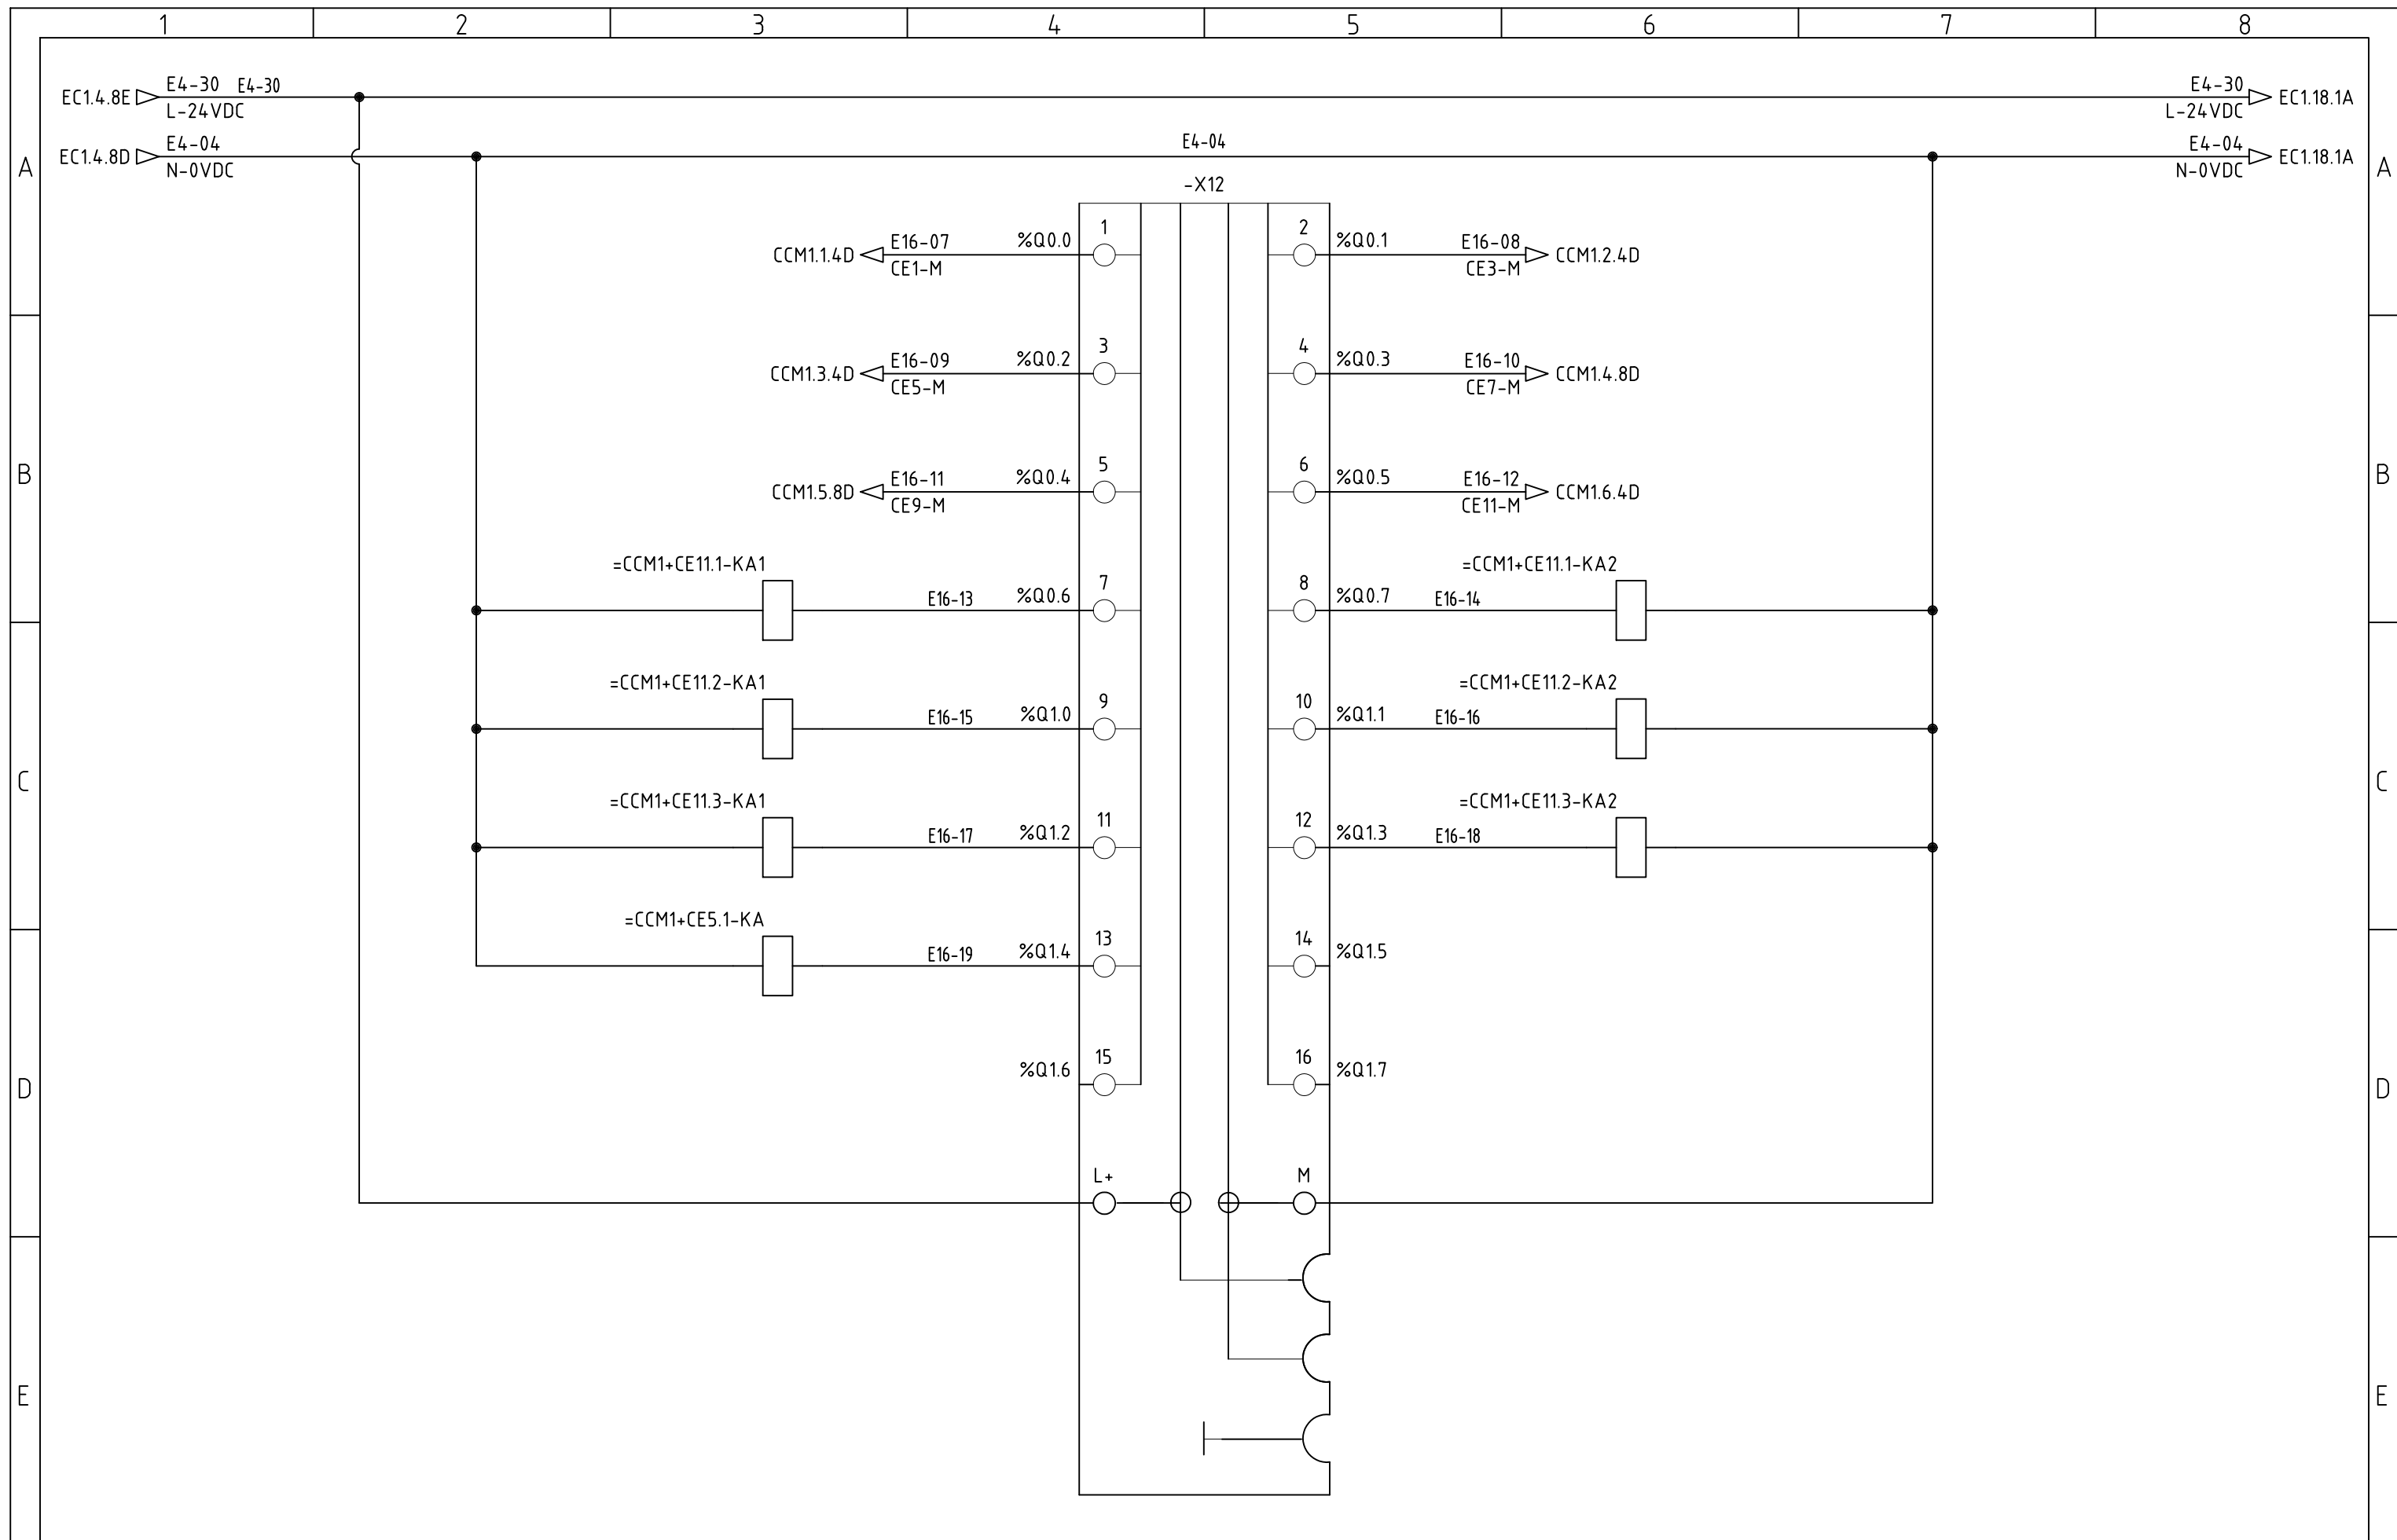 1 2 3 4 5 6 7 8
EC1.4.8E E4-30 E4-30 E4-30 EC1.18.1A
L-24VDC L-24VDC
EC1.4.8D E4-04 E4-04 E4-04 EC1.18.1A
N-0VDC N-0VDC
A A
-X12
CCM1.1.4D E16-07 %Q0.0 1 2 %Q0.1 E16-08 CCM1.2.4D
CE1-M CE3-M
CCM1.3.4D E16-09 %Q0.2 3 4 %Q0.3 E16-10 CCM1.4.8D
CE5-M CE7-M
B B
CCM1.5.8D E16-11 %Q0.4 5 6 %Q0.5 E16-12 CCM1.6.4D
CE9-M CE11-M
=CCM1+CE11.1-KA1 =CCM1+CE11.1-KA2
E16-13 %Q0.6 7 8 %Q0.7 E16-14
=CCM1+CE11.2-KA1 =CCM1+CE11.2-KA2
E16-15 %Q1.0 9 10 %Q1.1 E16-16
C C
=CCM1+CE11.3-KA1 =CCM1+CE11.3-KA2
E16-17 %Q1.2 11 12 %Q1.3 E16-18
=CCM1+CE5.1-KA
E16-19 %Q1.4 13 14 %Q1.5
%Q1.6 15 16 %Q1.7
D D
L+ M
E E